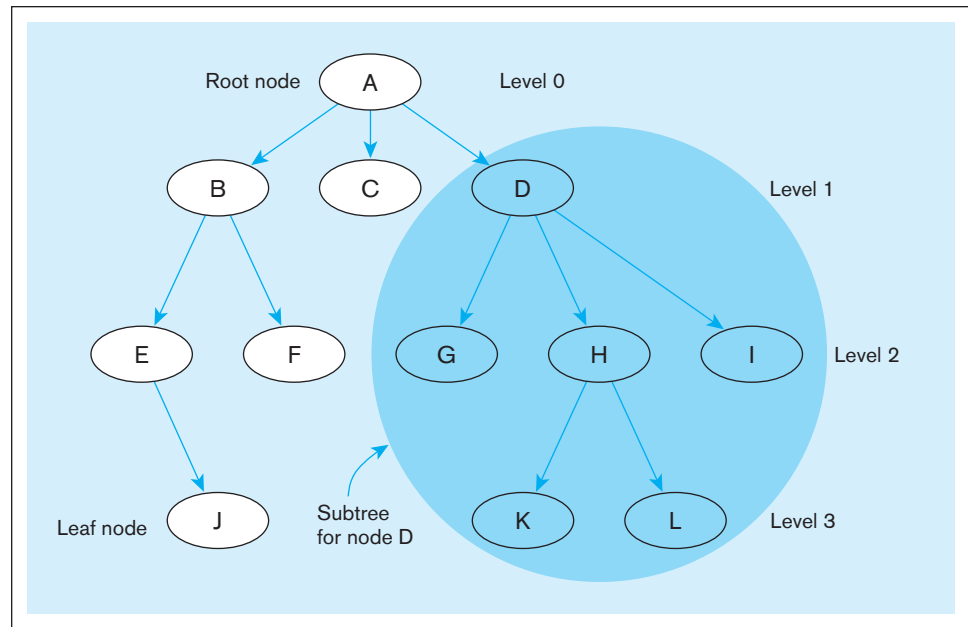 Root node
A
Level 0
B
C
D
Level 1
E
F
G
H
I
Level 2
Leaf node
J
Subtree
for node D
K
L
Level 3